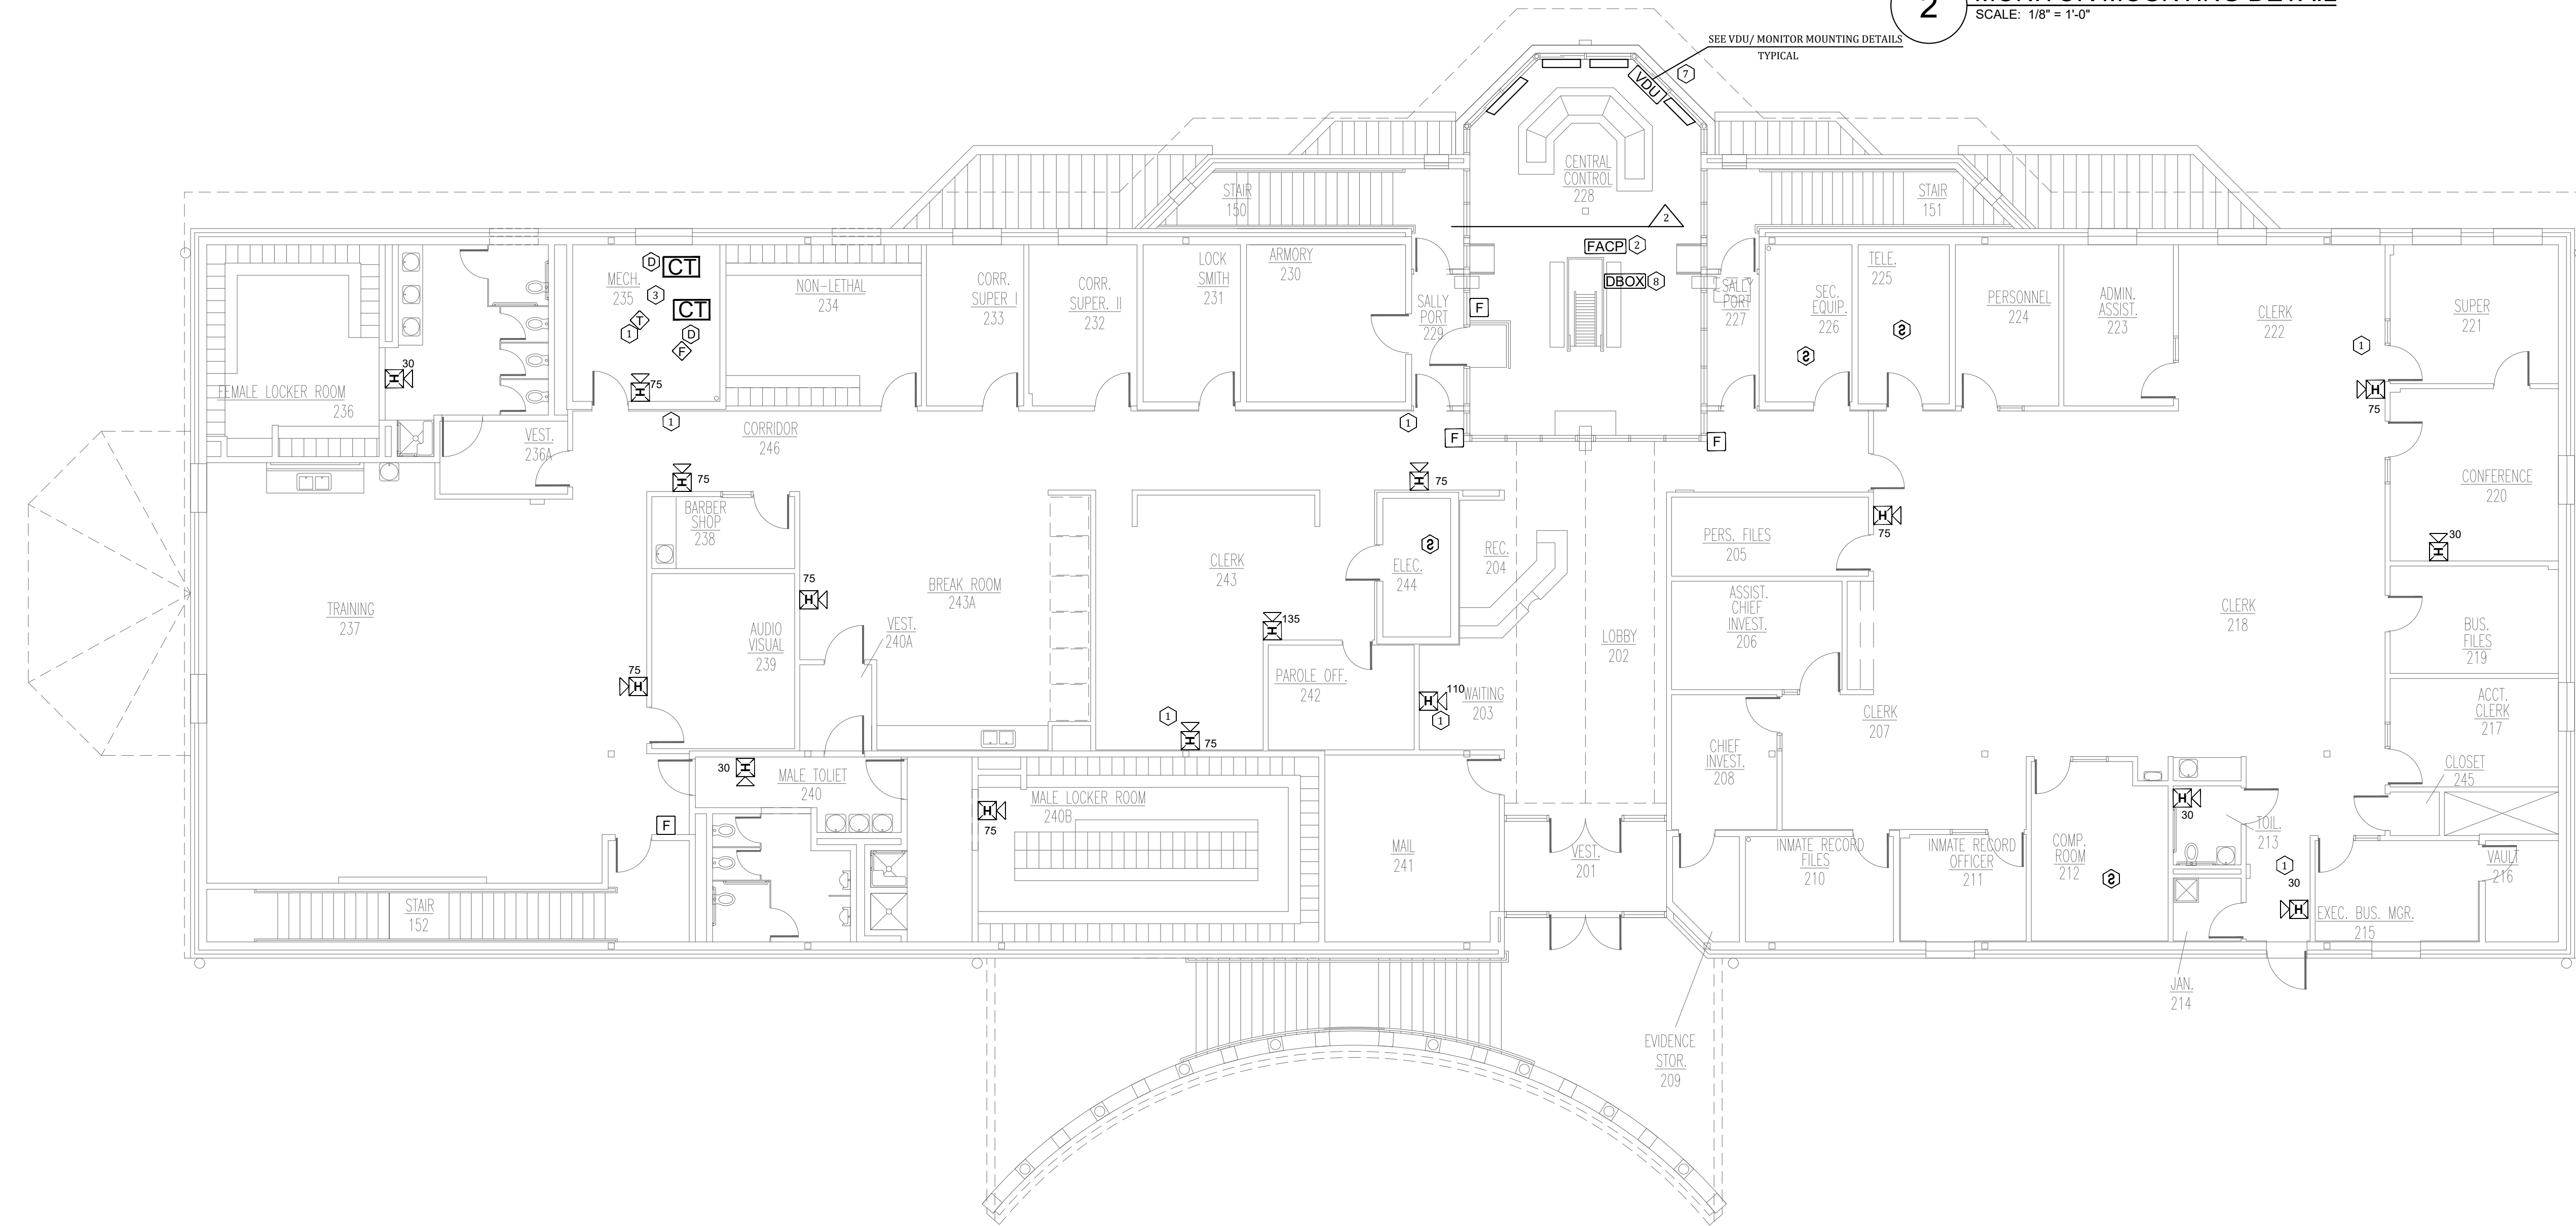 2
SCALE: 1/8" = 1'-0"
SEE VDU/ MONITOR MOUNTING DETAILS
TYPICAL
VDU
7
CENTRAL
CONTROL
228
2
FACP
2
DBOX
8
STAIR
150
STAIR
151
MECH.
235
D
CT
3
CT
T
1
D
F
75
NON-LETHAL
234
CORR.
SUPER I
233
CORR.
SUPER. II
232
LOCK
SMITH
231
ARMORY
230
SALLY
PORT
229
F
SALLY
PORT
227
SEC.
EQUIP.
226
S
TELE.
225
S
PERSONNEL
224
ADMIN.
ASSIST.
223
CLERK
222
1
H
75
SUPER
221
FEMALE LOCKER ROOM
236
30
H
VEST.
236A
H
1
CORRIDOR
246
H
75
1
F
F
H
75
CONFERENCE
220
H
30
BARBER
SHOP
238
BREAK ROOM
243A
75
H
CLERK
243
ELEC.
244
S
REC.
204
PERS. FILES
205
H
75
TRAINING
237
AUDIO
VISUAL
239
75
H
VEST.
240A
135
H
PAROLE OFF.
242
LOBBY
202
ASSIST.
CHIEF
INVEST.
206
CLERK
218
BUS.
FILES
219
1
H
75
H
110
1
WAITING
203
CLERK
207
ACCT.
CLERK
217
CLOSET
245
30
H
MALE TOLIET
240
MALE LOCKER ROOM
240B
H
75
CHIEF
INVEST.
208
F
MAIL
241
VEST.
201
INMATE RECORD
FILES
210
INMATE RECORD
OFFICER
211
COMP.
ROOM
212
S
H
30
TOIL.
213
1
30
H
VAULT
216
EXEC. BUS. MGR.
215
STAIR
152
JAN.
214
EVIDENCE
STOR.
209